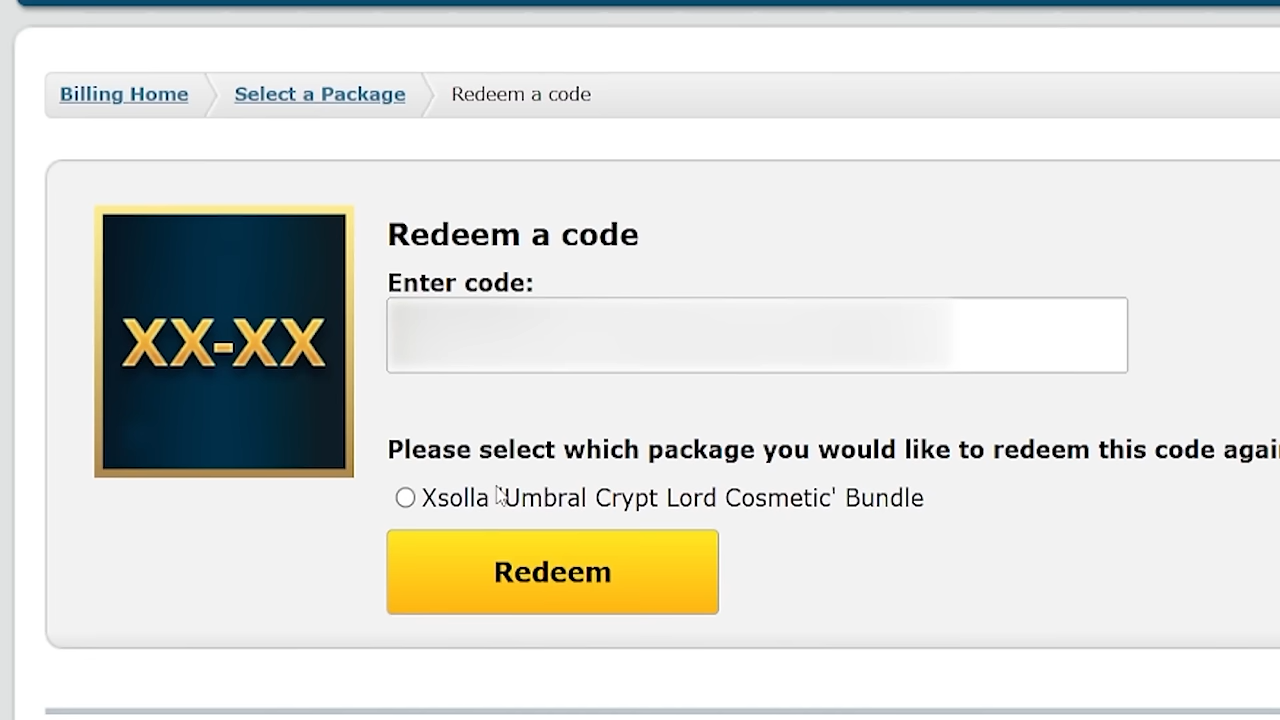 Billing Home Select a Package Redeem a code
XX-XX
Redeem a code
Enter code:
Please select which package you would like to redeem this code
Xsolla 'Umbral Crypt Lord Cosmetic' Bundle
Redeem